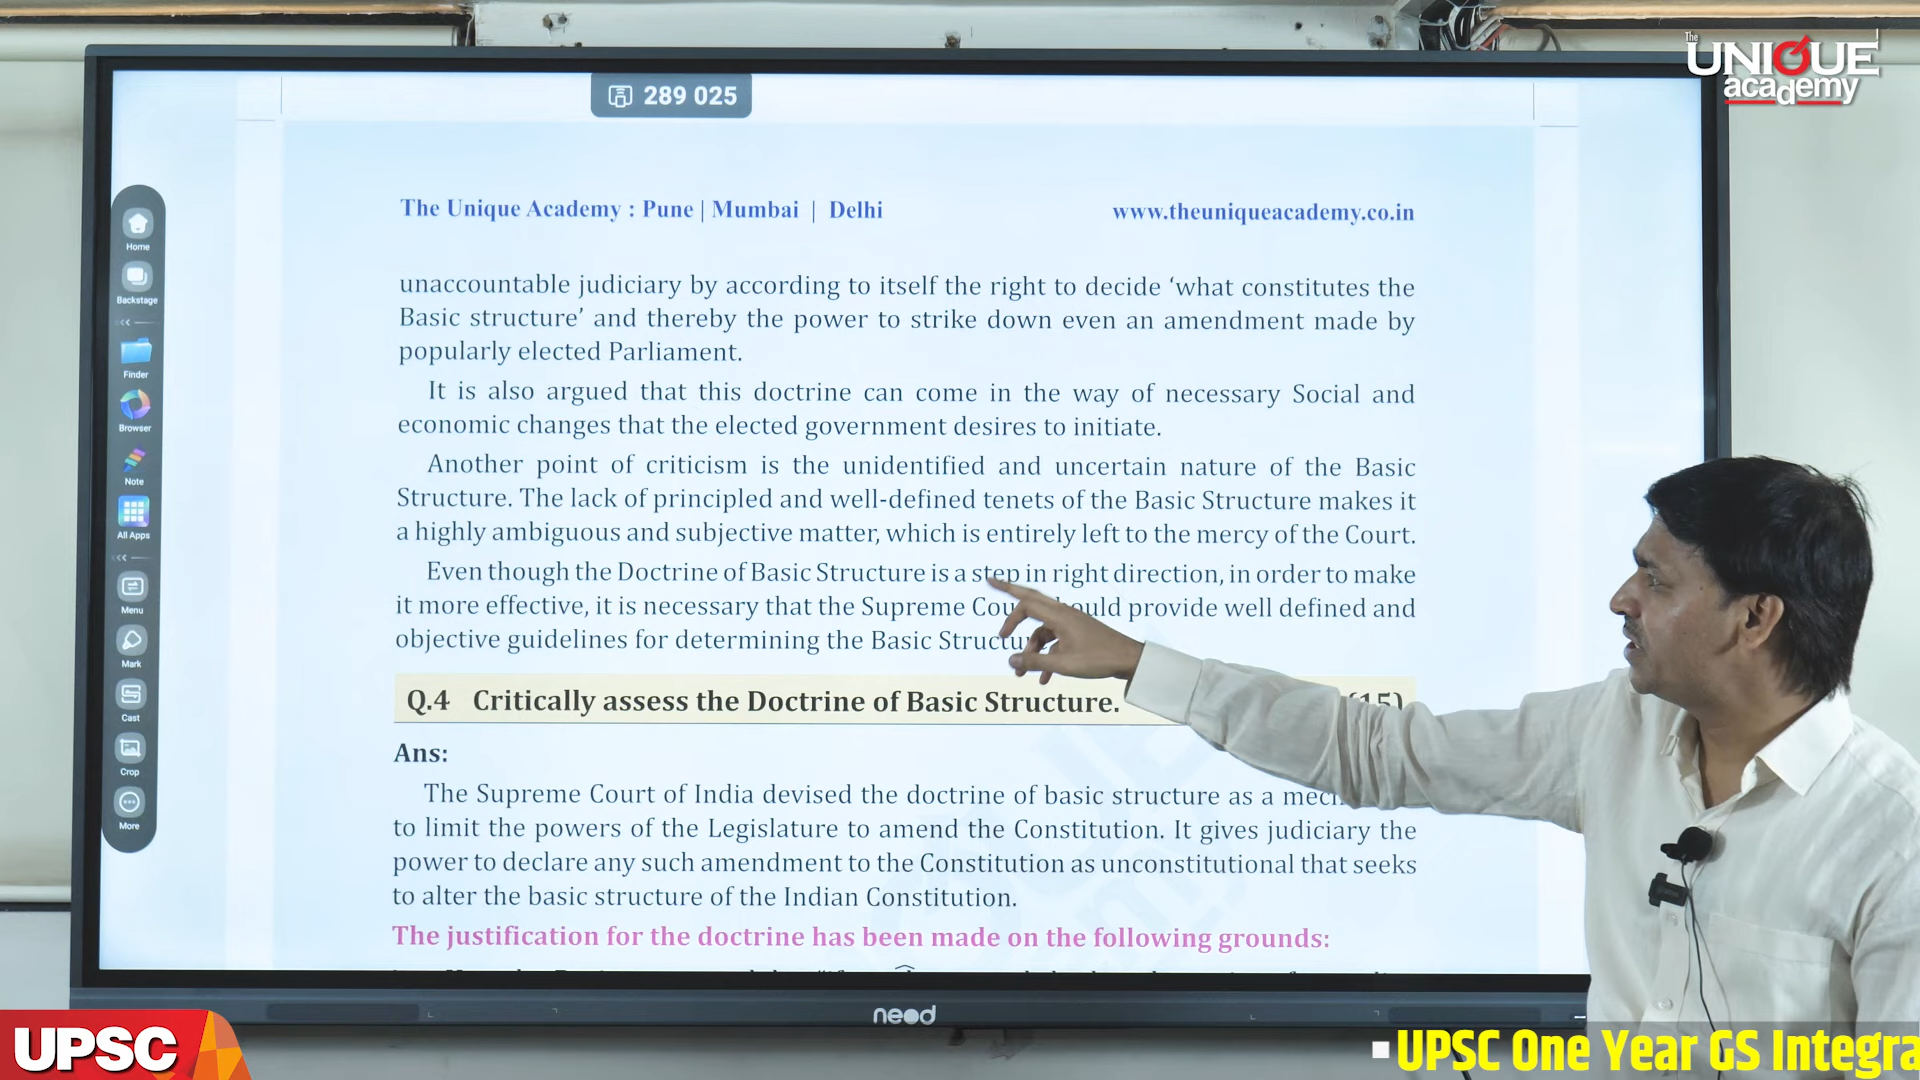 The UNIQUE academy
289 025
The Unique Academy : Pune | Mumbai | Delhi www.theuniqueacademy.co.in
unaccountable judiciary by according to itself the right to decide ‘what constitutes the
Basic structure’ and thereby the power to strike down even an amendment made by
popularly elected Parliament.
It is also argued that this doctrine can come in the way of necessary Social and
economic changes that the elected government desires to initiate.
Another point of criticism is the unidentified and uncertain nature of the Basic
Structure. The lack of principled and well-defined tenets of the Basic Structure makes it
a highly ambiguous and subjective matter, which is entirely left to the mercy of the Court.
Even though the Doctrine of Basic Structure is a step in right direction, in order to make
it more effective, it is necessary that the Supreme Cou ould provide well defined and
objective guidelines for determining the Basic Structu
Q.4 Critically assess the Doctrine of Basic Structure. (15)
Ans:
The Supreme Court of India devised the doctrine of basic structure as a mec
to limit the powers of the Legislature to amend the Constitution. It gives judiciary the
power to declare any such amendment to the Constitution as unconstitutional that seeks
to alter the basic structure of the Indian Constitution.
The justification for the doctrine has been made on the following grounds:
Home
Backstage
Finder
Browser
Note
All Apps
Menu
Mark
Cast
Crop
More
neod
UPSC
UPSC One Year GS Integra